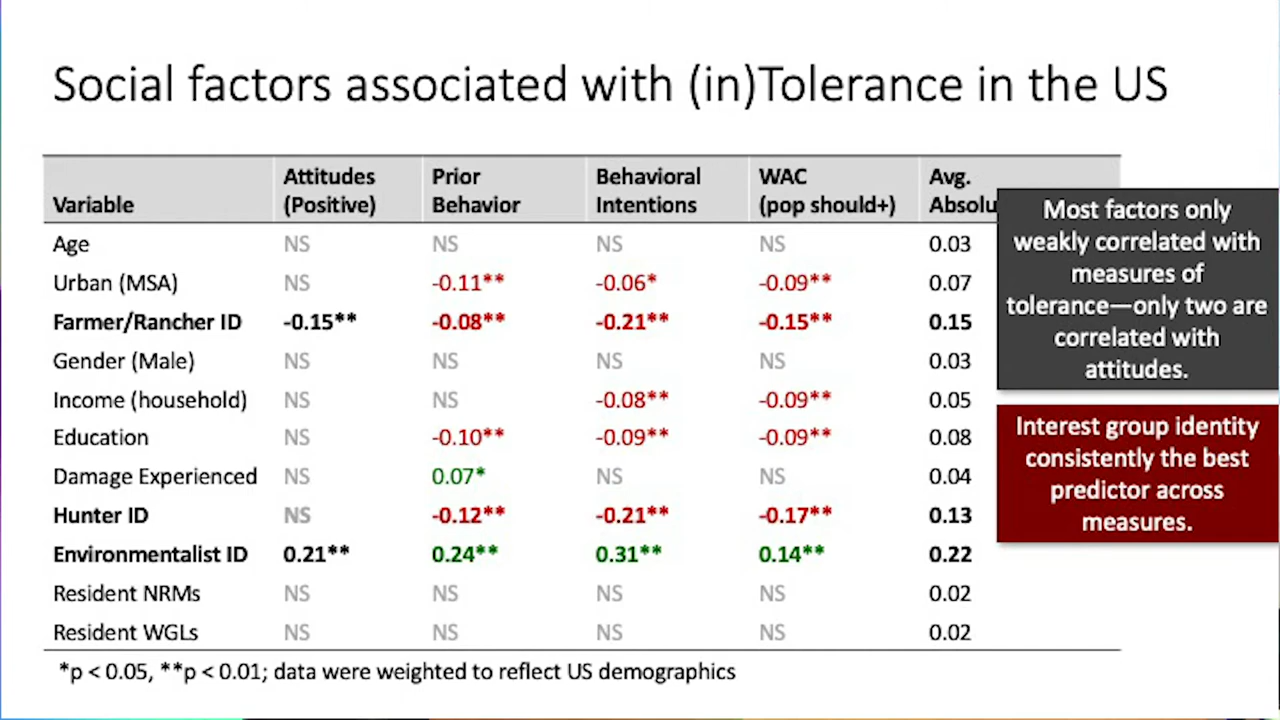 Social factors associated with (in)Tolerance in the US
Variable Attitudes (Positive) Prior Behavior Behavioral Intentions WAC (pop should+) Avg.
Age NS NS NS NS 0.03
Urban (MSA) NS -0.11** -0.06* -0.09** 0.07
Farmer/Rancher ID -0.15** -0.08** -0.21** -0.15** 0.15
Gender (Male) NS NS NS NS 0.03
Income (household) NS NS -0.08** -0.09** 0.05
Education NS -0.10** -0.09** -0.09** 0.08
Damage Experienced NS 0.07* NS NS 0.04
Hunter ID NS -0.12** -0.21** -0.17** 0.13
Environmentalist ID 0.21** 0.24** 0.31** 0.14** 0.22
Resident NRMs NS NS NS NS 0.02
Resident WGLs NS NS NS NS 0.02
*p < 0.05, **p < 0.01; data were weighted to reflect US demographics
Most factors only
weakly correlated with
measures of
tolerance—only two are
correlated with
attitudes.
Interest group identity
consistently the best
predictor across
measures.